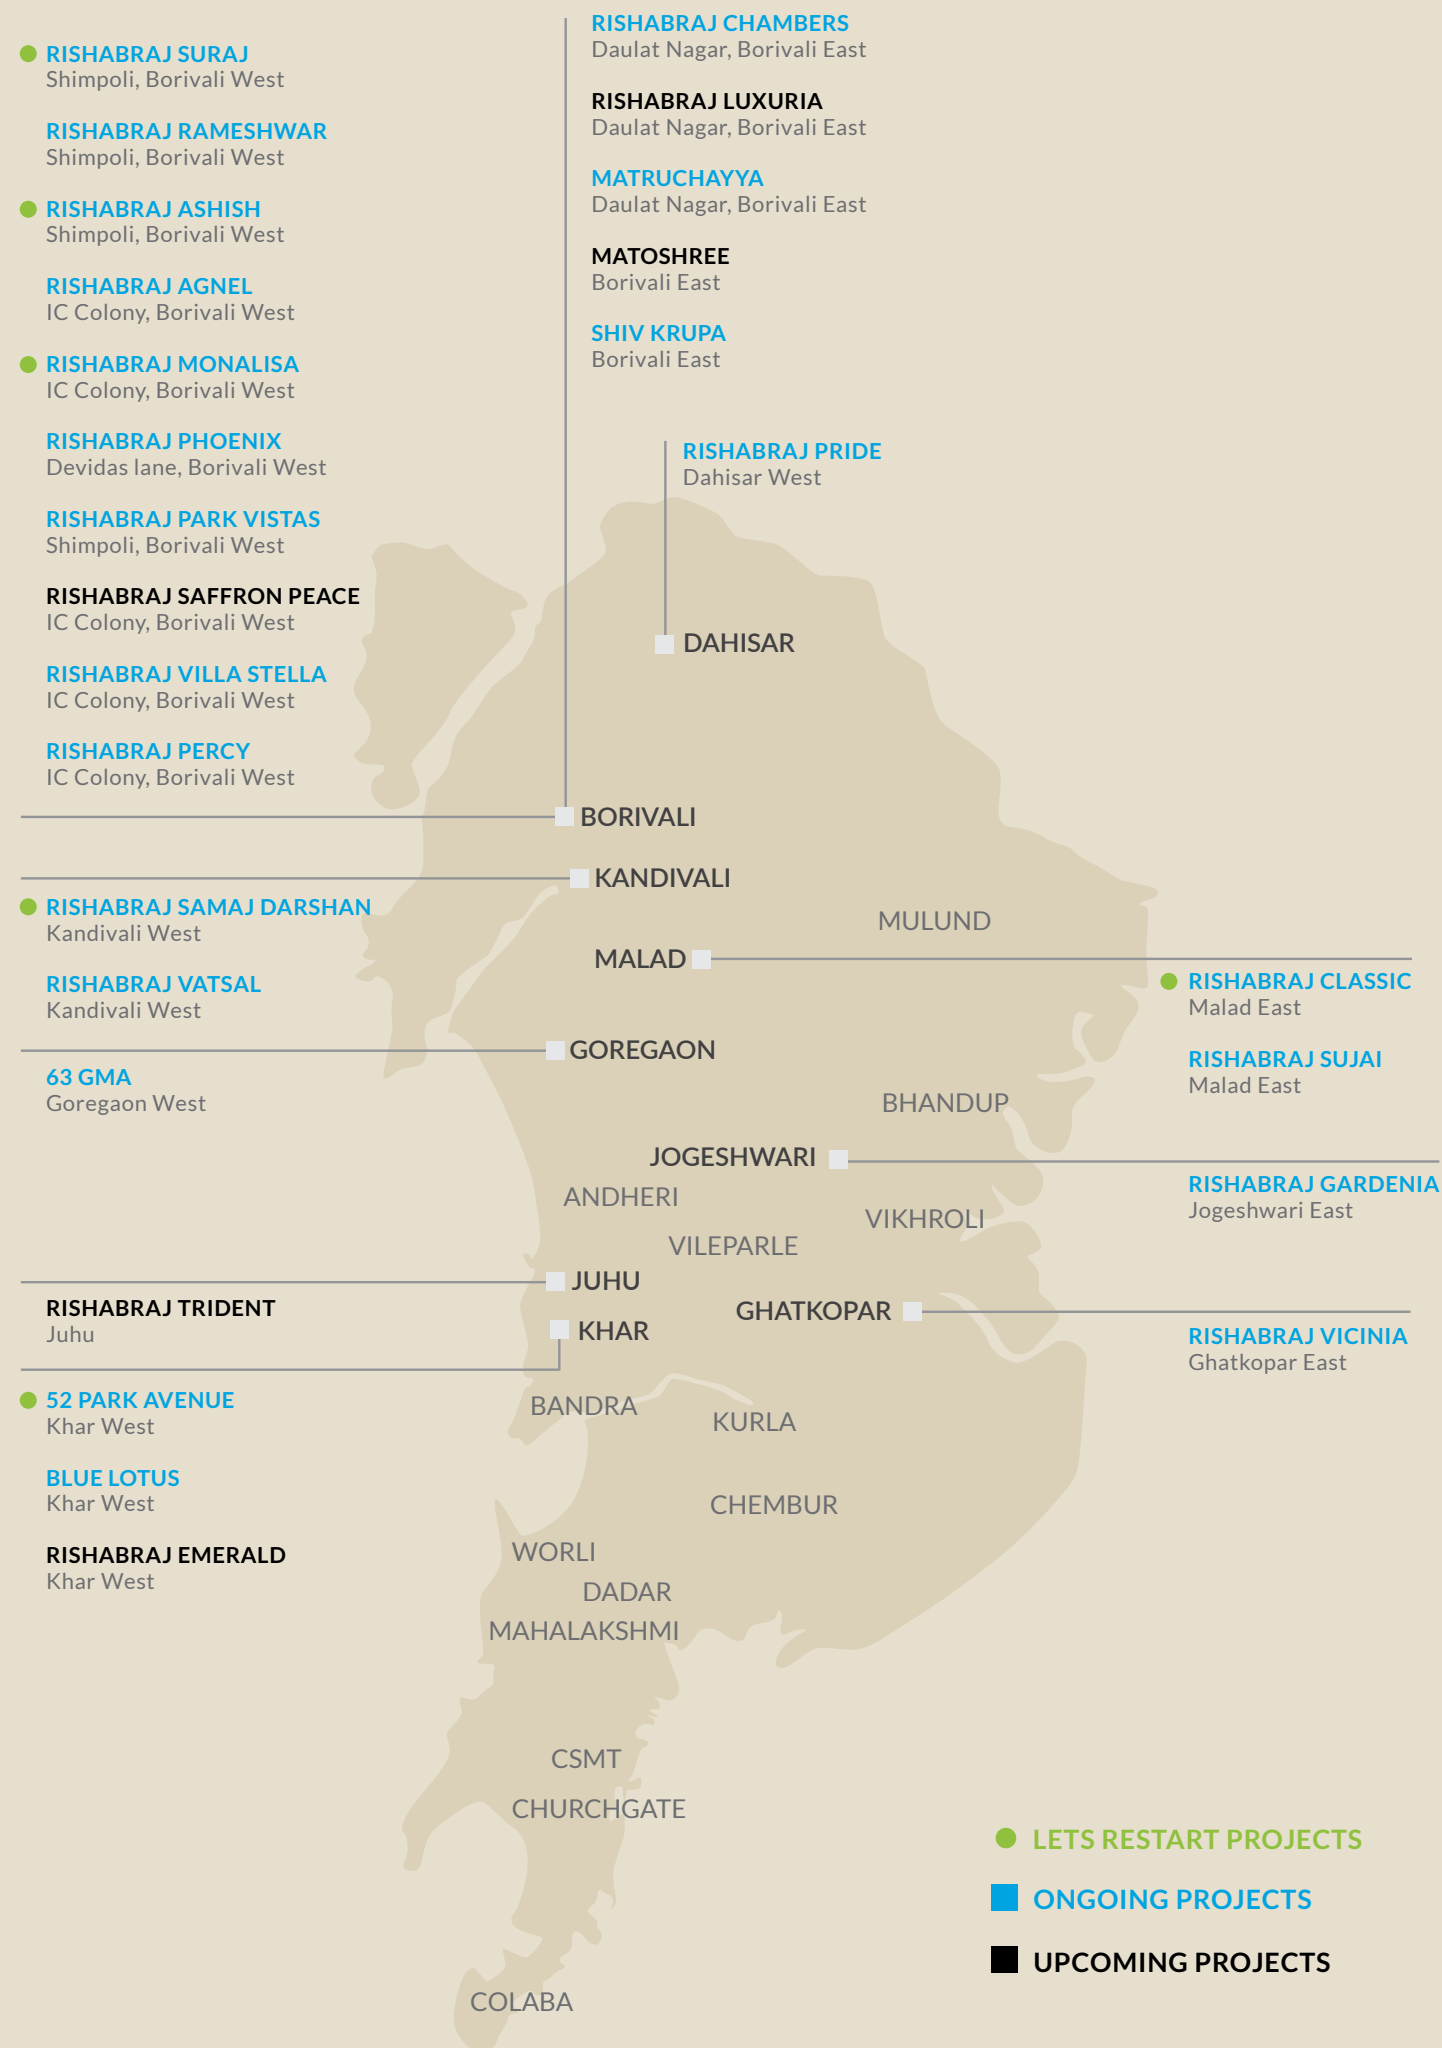 RISHABRAJ SURAJ
Shimpoli, Borivali West
RISHABRAJ RAMESHWAR
Shimpoli, Borivali West
RISHABRAJ ASHISH
Shimpoli, Borivali West
RISHABRAJ AGNEL
IC Colony, Borivali West
RISHABRAJ MONALISA
IC Colony, Borivali West
RISHABRAJ PHOENIX
Devidas lane, Borivali West
RISHABRAJ PARK VISTAS
Shimpoli, Borivali West
RISHABRAJ SAFFRON PEACE
IC Colony, Borivali West
RISHABRAJ VILLA STELLA
IC Colony, Borivali West
RISHABRAJ PERCY
IC Colony, Borivali West
RISHABRAJ CHAMBERS
Daulat Nagar, Borivali East
RISHABRAJ LUXURIA
Daulat Nagar, Borivali East
MATRUCHAYYA
Daulat Nagar, Borivali East
MATOSHREE
Borivali East
SHIV KRUPA
Borivali East
RISHABRAJ PRIDE
Dahisar West
DAHISAR
BORIVALI
KANDIVALI
RISHABRAJ SAMAJ DARSHAN
Kandivali West
RISHABRAJ VATSAL
Kandivali West
MULUND
MALAD
RISHABRAJ CLASSIC
Malad East
RISHABRAJ SUJAI
Malad East
GOREGAON
63 GMA
Goregaon West
BHANDUP
JOGESHWARI
RISHABRAJ GARDENIA
Jogeshwari East
ANDHERI
VIKHROLI
VILEPARLE
JUHU
RISHABRAJ TRIDENT
Juhu
GHATKOPAR
RISHABRAJ VICINIA
Ghatkopar East
KHAR
52 PARK AVENUE
Khar West
BLUE LOTUS
Khar West
RISHABRAJ EMERALD
Khar West
BANDRA
KURLA
CHEMBUR
WORLI
DADAR
MAHALAKSHMI
CSMT
CHURCHGATE
COLABA
LETS RESTART PROJECTS
ONGOING PROJECTS
UPCOMING PROJECTS